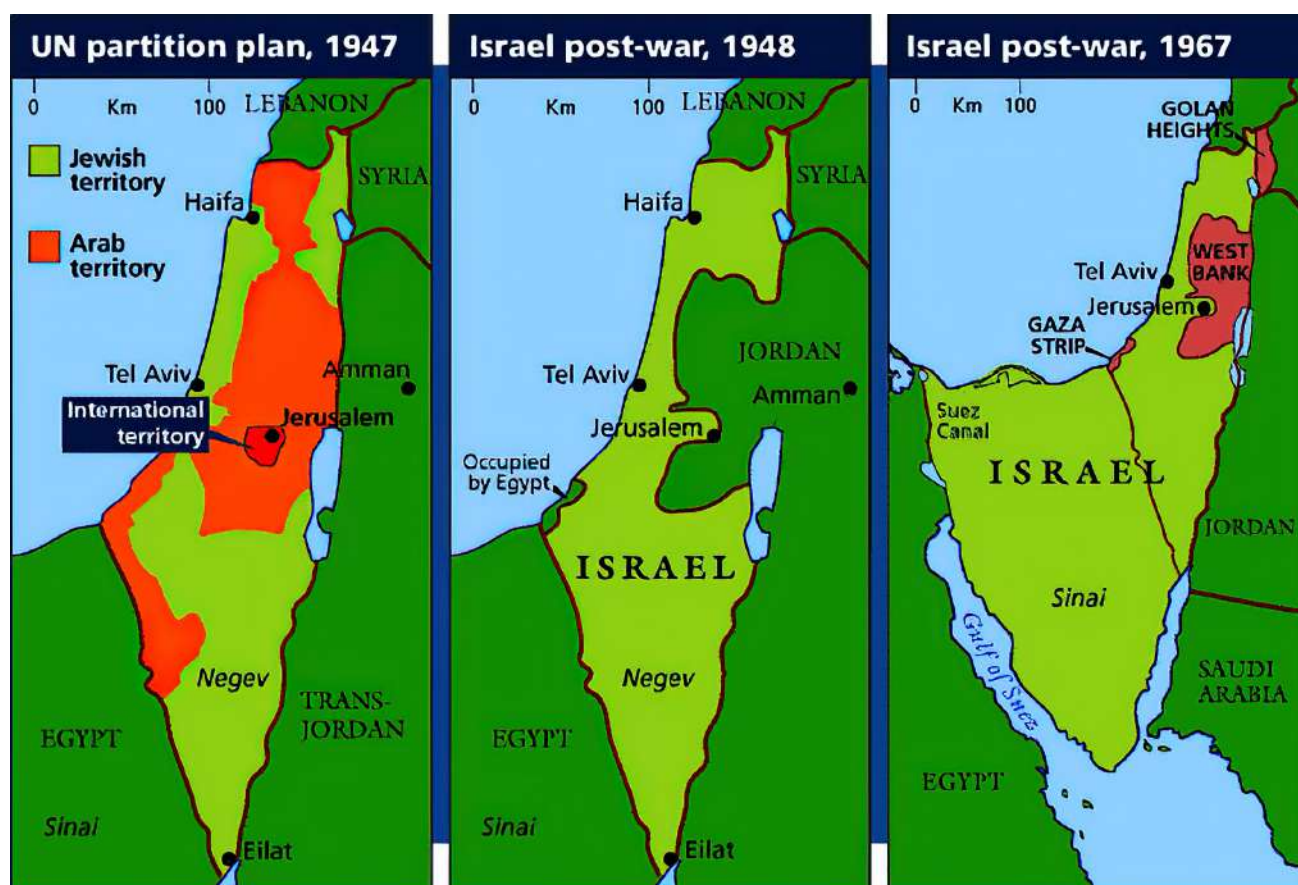 UN partition plan, 1947
0 Km 100
LEBANON
Jewish
territory
SYRIA
Haifa
Arab
territory
Tel Aviv
Amman
International
territory
Jerusalem
Negev
TRANS-
JORDAN
EGYPT
Sinai
Eilat
Israel post-war, 1948
0 Km 100
LEBANON
SYRIA
Haifa
JORDAN
Tel Aviv
Amman
Jerusalem
Occupied
by Egypt
ISRAEL
Negev
EGYPT
Sinai
Eilat
Israel post-war, 1967
0 Km 100
GOLAN
HEIGHTS
WEST
BANK
Tel Aviv
Jerusalem
GAZA
STRIP
Suez
Canal
ISRAEL
JORDAN
Sinai
Gulf of Suez
SAUDI
ARABIA
EGYPT